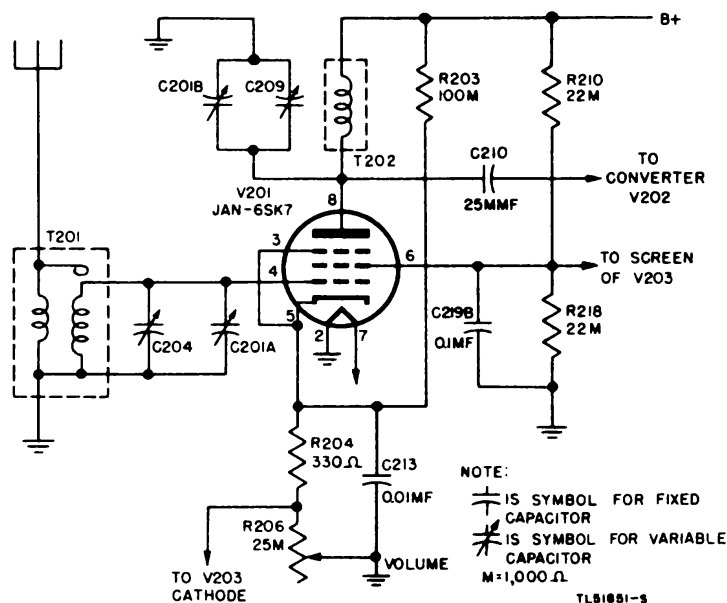 B+
C201B
C209
R203
100M
R210
22M
T202
C210
25MMF
TO
CONVERTER
V202
V201
JAN-6SK7
8
T201
3
4
5
6
2
7
TO SCREEN
OF V203
C204
C201A
C219B
0.1MF
R218
22M
R204
330Ω
C213
0.01MF
R206
25M
VOLUME
TO V203
CATHODE
NOTE:
IS SYMBOL FOR FIXED
CAPACITOR
IS SYMBOL FOR VARIABLE
CAPACITOR
M=1,000Ω
TL51851-S